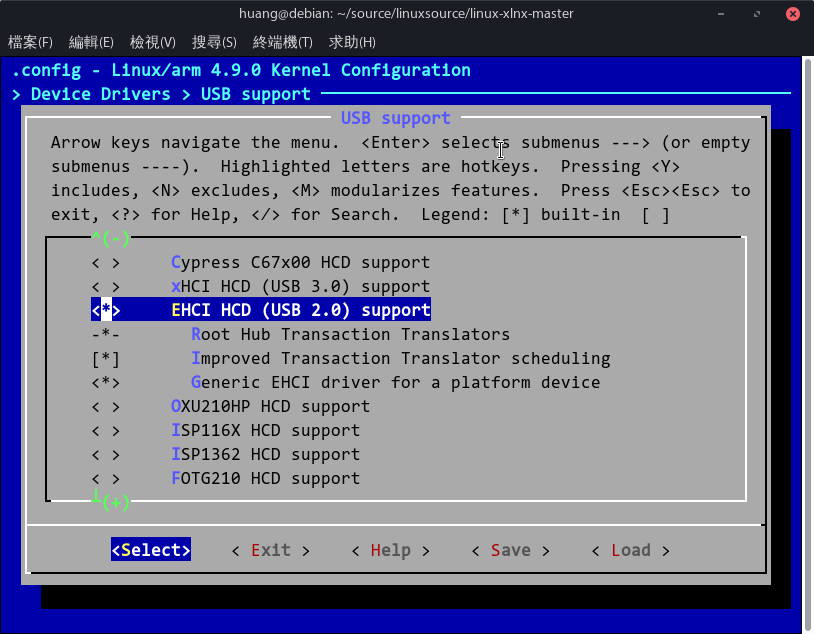 huang@debian: ~/source/linuxsource/linux-xlnx-master
檔案(F) 編輯(E) 檢視(V) 搜尋(S) 終端機(T) 求助(H)
.config - Linux/arm 4.9.0 Kernel Configuration
> Device Drivers > USB support
USB support
Arrow keys navigate the menu.  <Enter> selects submenus ---> (or empty
submenus ----).  Highlighted letters are hotkeys.  Pressing <Y>
includes, <N> excludes, <M> modularizes features.  Press <Esc><Esc> to
exit, <?> for Help, </> for Search.  Legend: [*] built-in  [ ]
^(-)
< > Cypress C67x00 HCD support
< > xHCI HCD (USB 3.0) support
<*> EHCI HCD (USB 2.0) support
-*- Root Hub Transaction Translators
[*] Improved Transaction Translator scheduling
<*> Generic EHCI driver for a platform device
< > OXU210HP HCD support
< > ISP116X HCD support
< > ISP1362 HCD support
< > FOTG210 HCD support
┴(+)
<Select> < Exit > < Help > < Save > < Load >